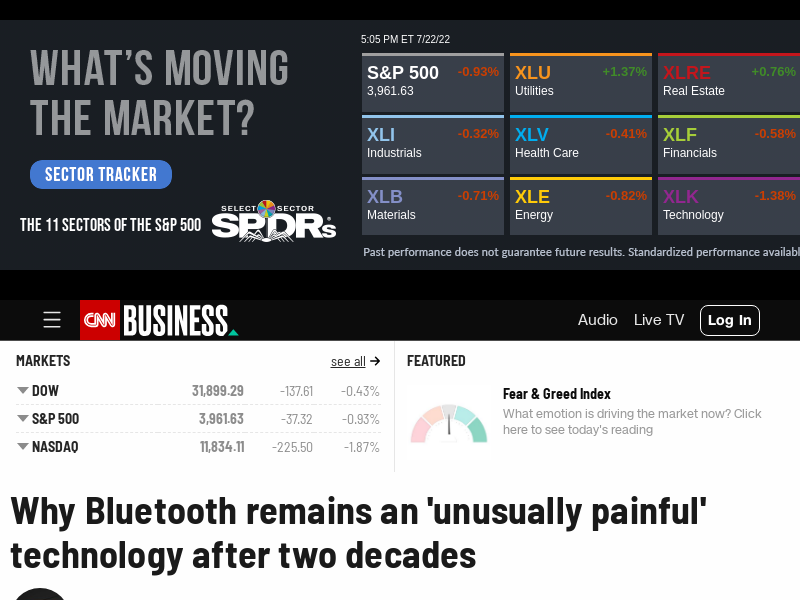 WHAT'S MOVING
THE MARKET?
SECTOR TRACKER
THE 11 SECTORS OF THE S&P 500
SELECT SECTOR
SPDRs
5:05 PM ET 7/22/22
S&P 500 -0.93%
3,961.63
XLU +1.37%
Utilities
XLRE +0.76%
Real Estate
XLI -0.32%
Industrials
XLV -0.41%
Health Care
XLF -0.58%
Financials
XLB -0.71%
Materials
XLE -0.82%
Energy
XLK -1.38%
Technology
Past performance does not guarantee future results. Standardized performance availabl
CNN BUSINESS
Audio
Live TV
Log In
MARKETS
see all
DOW 31,899.29 -137.61 -0.43%
S&P 500 3,961.63 -37.32 -0.93%
NASDAQ 11,834.11 -225.50 -1.87%
FEATURED
Fear & Greed Index
What emotion is driving the market now? Click
here to see today's reading
Why Bluetooth remains an 'unusually painful'
technology after two decades